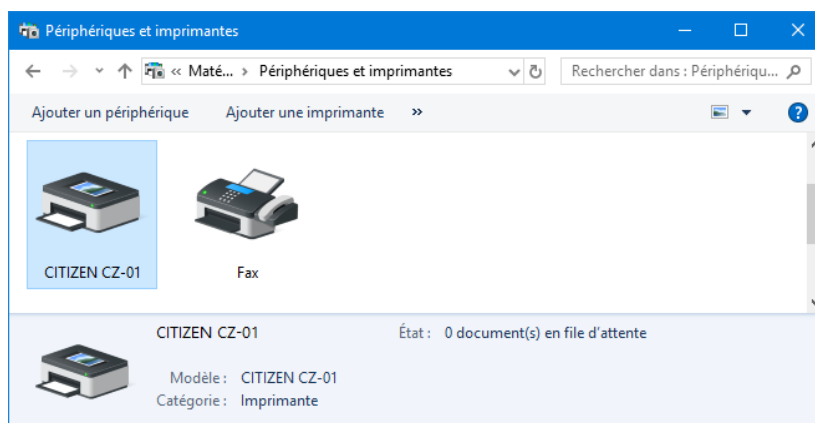 Périphériques et imprimantes
« Maté... › Périphériques et imprimantes
Rechercher dans : Périphériqu...
Ajouter un périphérique Ajouter une imprimante »
?
CITIZEN CZ-01 Fax
CITIZEN CZ-01 État : 0 document(s) en file d'attente
Modèle : CITIZEN CZ-01
Catégorie : Imprimante